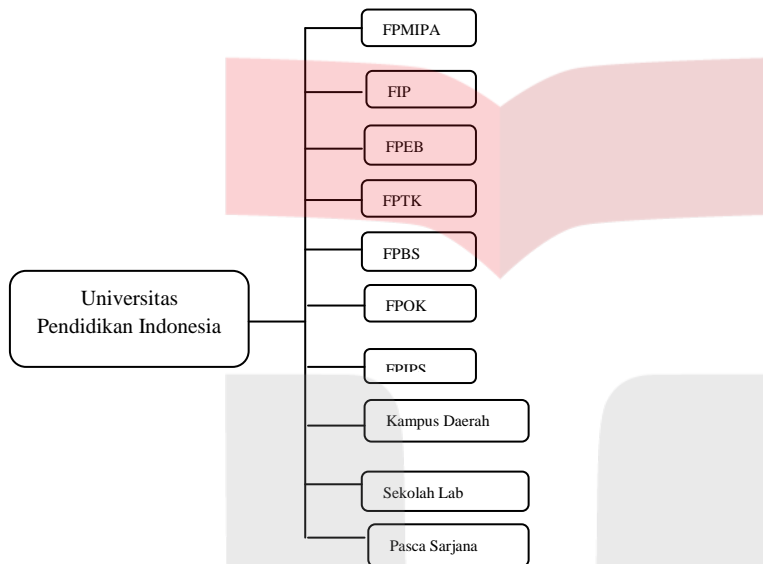 FPMIPA
FIP
FPEB
FPTK
FPBS
Universitas
Pendidikan Indonesia
FPOK
FPIPS
Kampus Daerah
Sekolah Lab
Pasca Sarjana